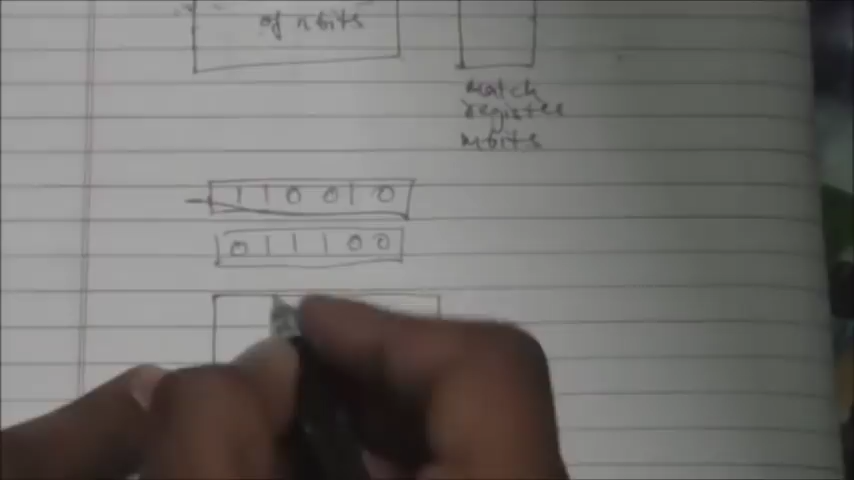 of n bits
match
register
m bits
1 1 0 0 1 0
0 1 1 1 0 0